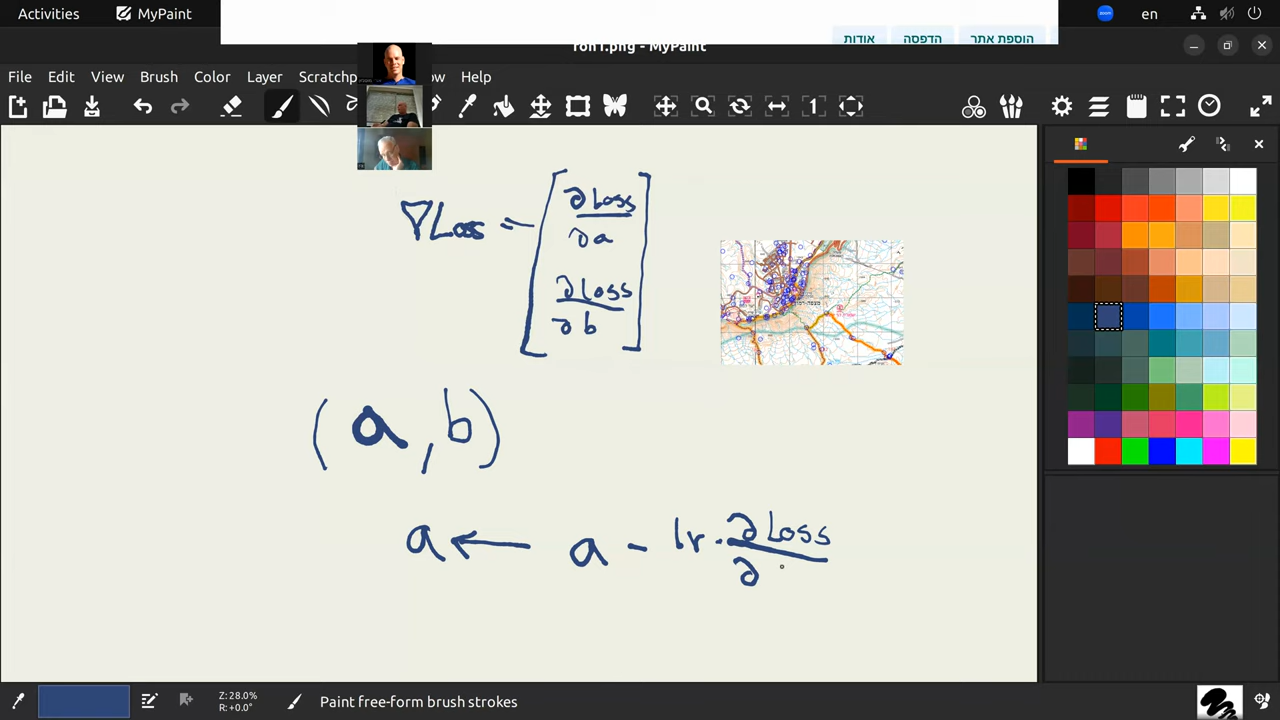 Activities MyPaint en
אודות הדפסה הוספת אתר
ron1.png - MyPaint
File Edit View Brush Color Layer Scratchp ow Help
∇Loss = [∂Loss/∂a
∂Loss/∂b]
(a, b)
a ← a - lr · ∂Loss/∂
Z: 28.0%
R: +0.0°
Paint free-form brush strokes